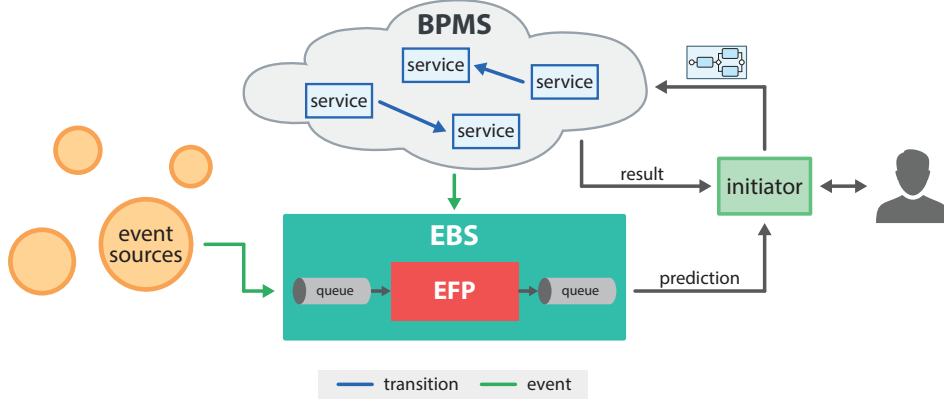 BPMS
service
service
service
service
event
sources
result
initiator
EBS
queue
EFP
queue
prediction
transition
event